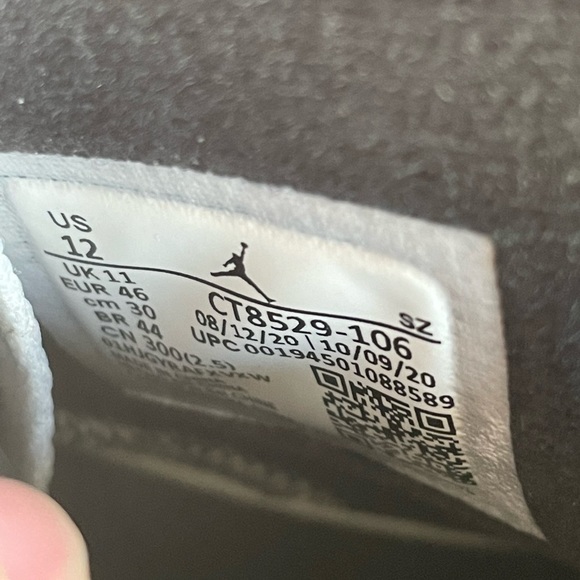 US
12
UK 11
EUR 46
cm 30
BR 44
CN 300(2.5)
SZ
CT8529-106
08/12/20 \ 10/09/20
UPC 00194501088589